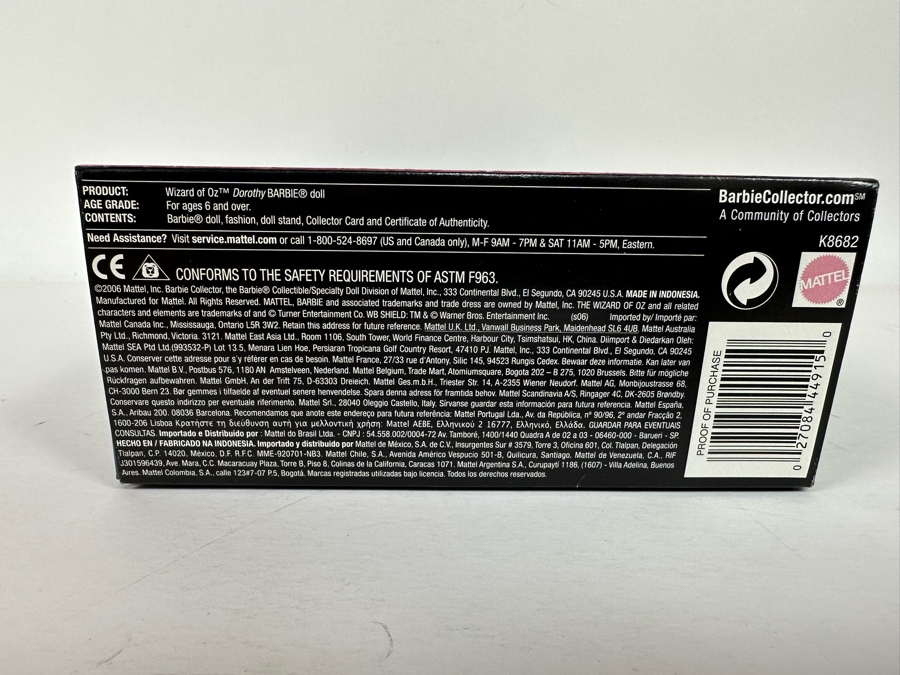 PRODUCT: Wizard of Oz™ Dorothy BARBIE® doll
AGE GRADE: For ages 6 and over.
CONTENTS: Barbie® doll, fashion, doll stand, Collector Card and Certificate of Authenticity.
Need Assistance? Visit service.mattel.com or call 1-800-524-8697 (US and Canada only), M-F 9AM - 7PM & SAT 11AM - 5PM, Eastern.
CE CONFORMS TO THE SAFETY REQUIREMENTS OF ASTM F963.
©2006 Mattel, Inc. Barbie Collector, the Barbie® Collectible/Specialty Doll Division of Mattel, Inc., 333 Continental Blvd., El Segundo, CA 90245 U.S.A. MADE IN INDONESIA.
Manufactured for Mattel. All Rights Reserved. MATTEL, BARBIE and associated trademarks and trade dress are owned by Mattel, Inc. THE WIZARD OF OZ and all related
characters and elements are trademarks of and © Turner Entertainment Co. WB SHIELD: TM & © Warner Bros. Entertainment Inc. (s06) Imported by/ Importé par:
Mattel Canada Inc., Mississauga, Ontario L5R 3W2. Retain this address for future reference. Mattel U.K. Ltd., Vanwall Business Park, Maidenhead SL6 4UB. Mattel Australia
Pty Ltd., Richmond, Victoria. 3121. Mattel East Asia Ltd., Room 1106, South Tower, World Finance Centre, Harbour City, Tsimshatsui, HK, China. Diimport & Diedarkan Oleh:
Mattel SEA Ptd Ltd.(993532-P) Lot 13.5, Menara Lien Hoe, Persiaran Tropicana Golf Country Resort, 47410 PJ. Mattel, Inc., 333 Continental Blvd., El Segundo, CA 90245
U.S.A. Conserver cette adresse pour s'y référer en cas de besoin. Mattel France, 27/33 rue d'Antony, Silic 145, 94523 Rungis Cedex. Bewaar deze informatie. Kan later van
pas komen. Mattel B.V., Postbus 576, 1180 AN Amstelveen, Nederland. Mattel Belgium, Trade Mart, Atomiumsquare, Bogota 202 – B 275, 1020 Brussels. Bitte für mögliche
Rückfragen aufbewahren. Mattel GmbH, An der Trift 75, D-63303 Dreieich. Mattel Ges.m.b.H., Triester Str. 14, A-2355 Wiener Neudorf. Mattel AG, Monbijoustrasse 68,
CH-3000 Bern 23. Bør gemmes i tilfælde af eventuel senere henvendelse. Spara denna adress för framtida behov. Mattel Scandinavia A/S, Ringager 4C, DK-2605 Brøndby.
Conservare questo indirizzo per eventuale riferimento. Mattel Srl., 28040 Oleggio Castello, Italy. Sírvanse guardar esta información para futura referencia. Mattel España,
S.A., Aribau 200. 08036 Barcelona. Recomendamos que anote este endereço para futura referência: Mattel Portugal Lda., Av. da República, nº 90/96, 2º andar Fracção 2,
1600-206 Lisboa Κρατήστε τη διεύθυνση αυτή για μελλοντική χρήση: Mattel AEBE, Ελληνικού 2 16777, Ελληνικό, Ελλάδα. GUARDAR PARA EVENTUAIS
CONSULTAS. Importado e Distribuído por : Mattel do Brasil Ltda. - CNPJ : 54.558.002/0004-72 Av. Tamboré, 1400/1440 Quadra A de 02 a 03 - 06460-000 - Barueri - SP.
HECHO EN / FABRICADO NA INDONESIA. Importado y distribuido por Mattel de México, S.A. de C.V., Insurgentes Sur # 3579, Torre 3, Oficina 601, Col. Tlalpan, Delegación
Tlalpan, C.P. 14020. México, D.F. R.F.C. MME-920701-NB3. Mattel Chile, S.A., Avenida Américo Vespucio 501-B, Quilicura, Santiago. Mattel de Venezuela, C.A., RIF
J301596439, Ave. Mara, C.C. Macaracuay Plaza, Torre B, Piso 8, Colinas de la California, Caracas 1071. Mattel Argentina S.A., Curupaytí 1186, (1607) - Villa Adelina, Buenos
Aires. Mattel Colombia, S.A., calle 123#7-07 P.5, Bogotá. Marcas registradas utilizadas bajo licencia. Todos los derechos reservados.
BarbieCollector.com℠
A Community of Collectors
K8682
MATTEL®
PROOF OF PURCHASE
0 27084 44915 0